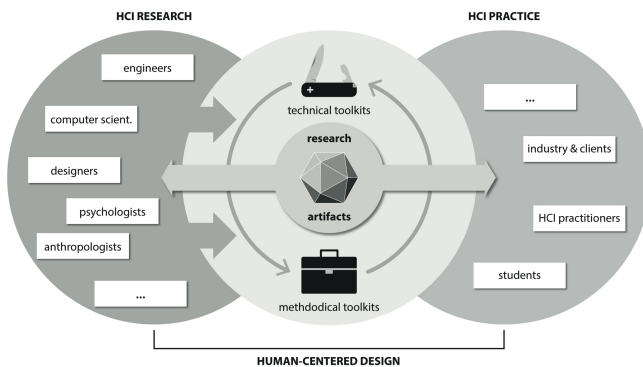 HCI RESEARCH
HCI PRACTICE
engineers
computer scient.
designers
psychologists
anthropologists
...
technical toolkits
research
artifacts
methdodical toolkits
...
industry & clients
HCI practitioners
students
HUMAN-CENTERED DESIGN